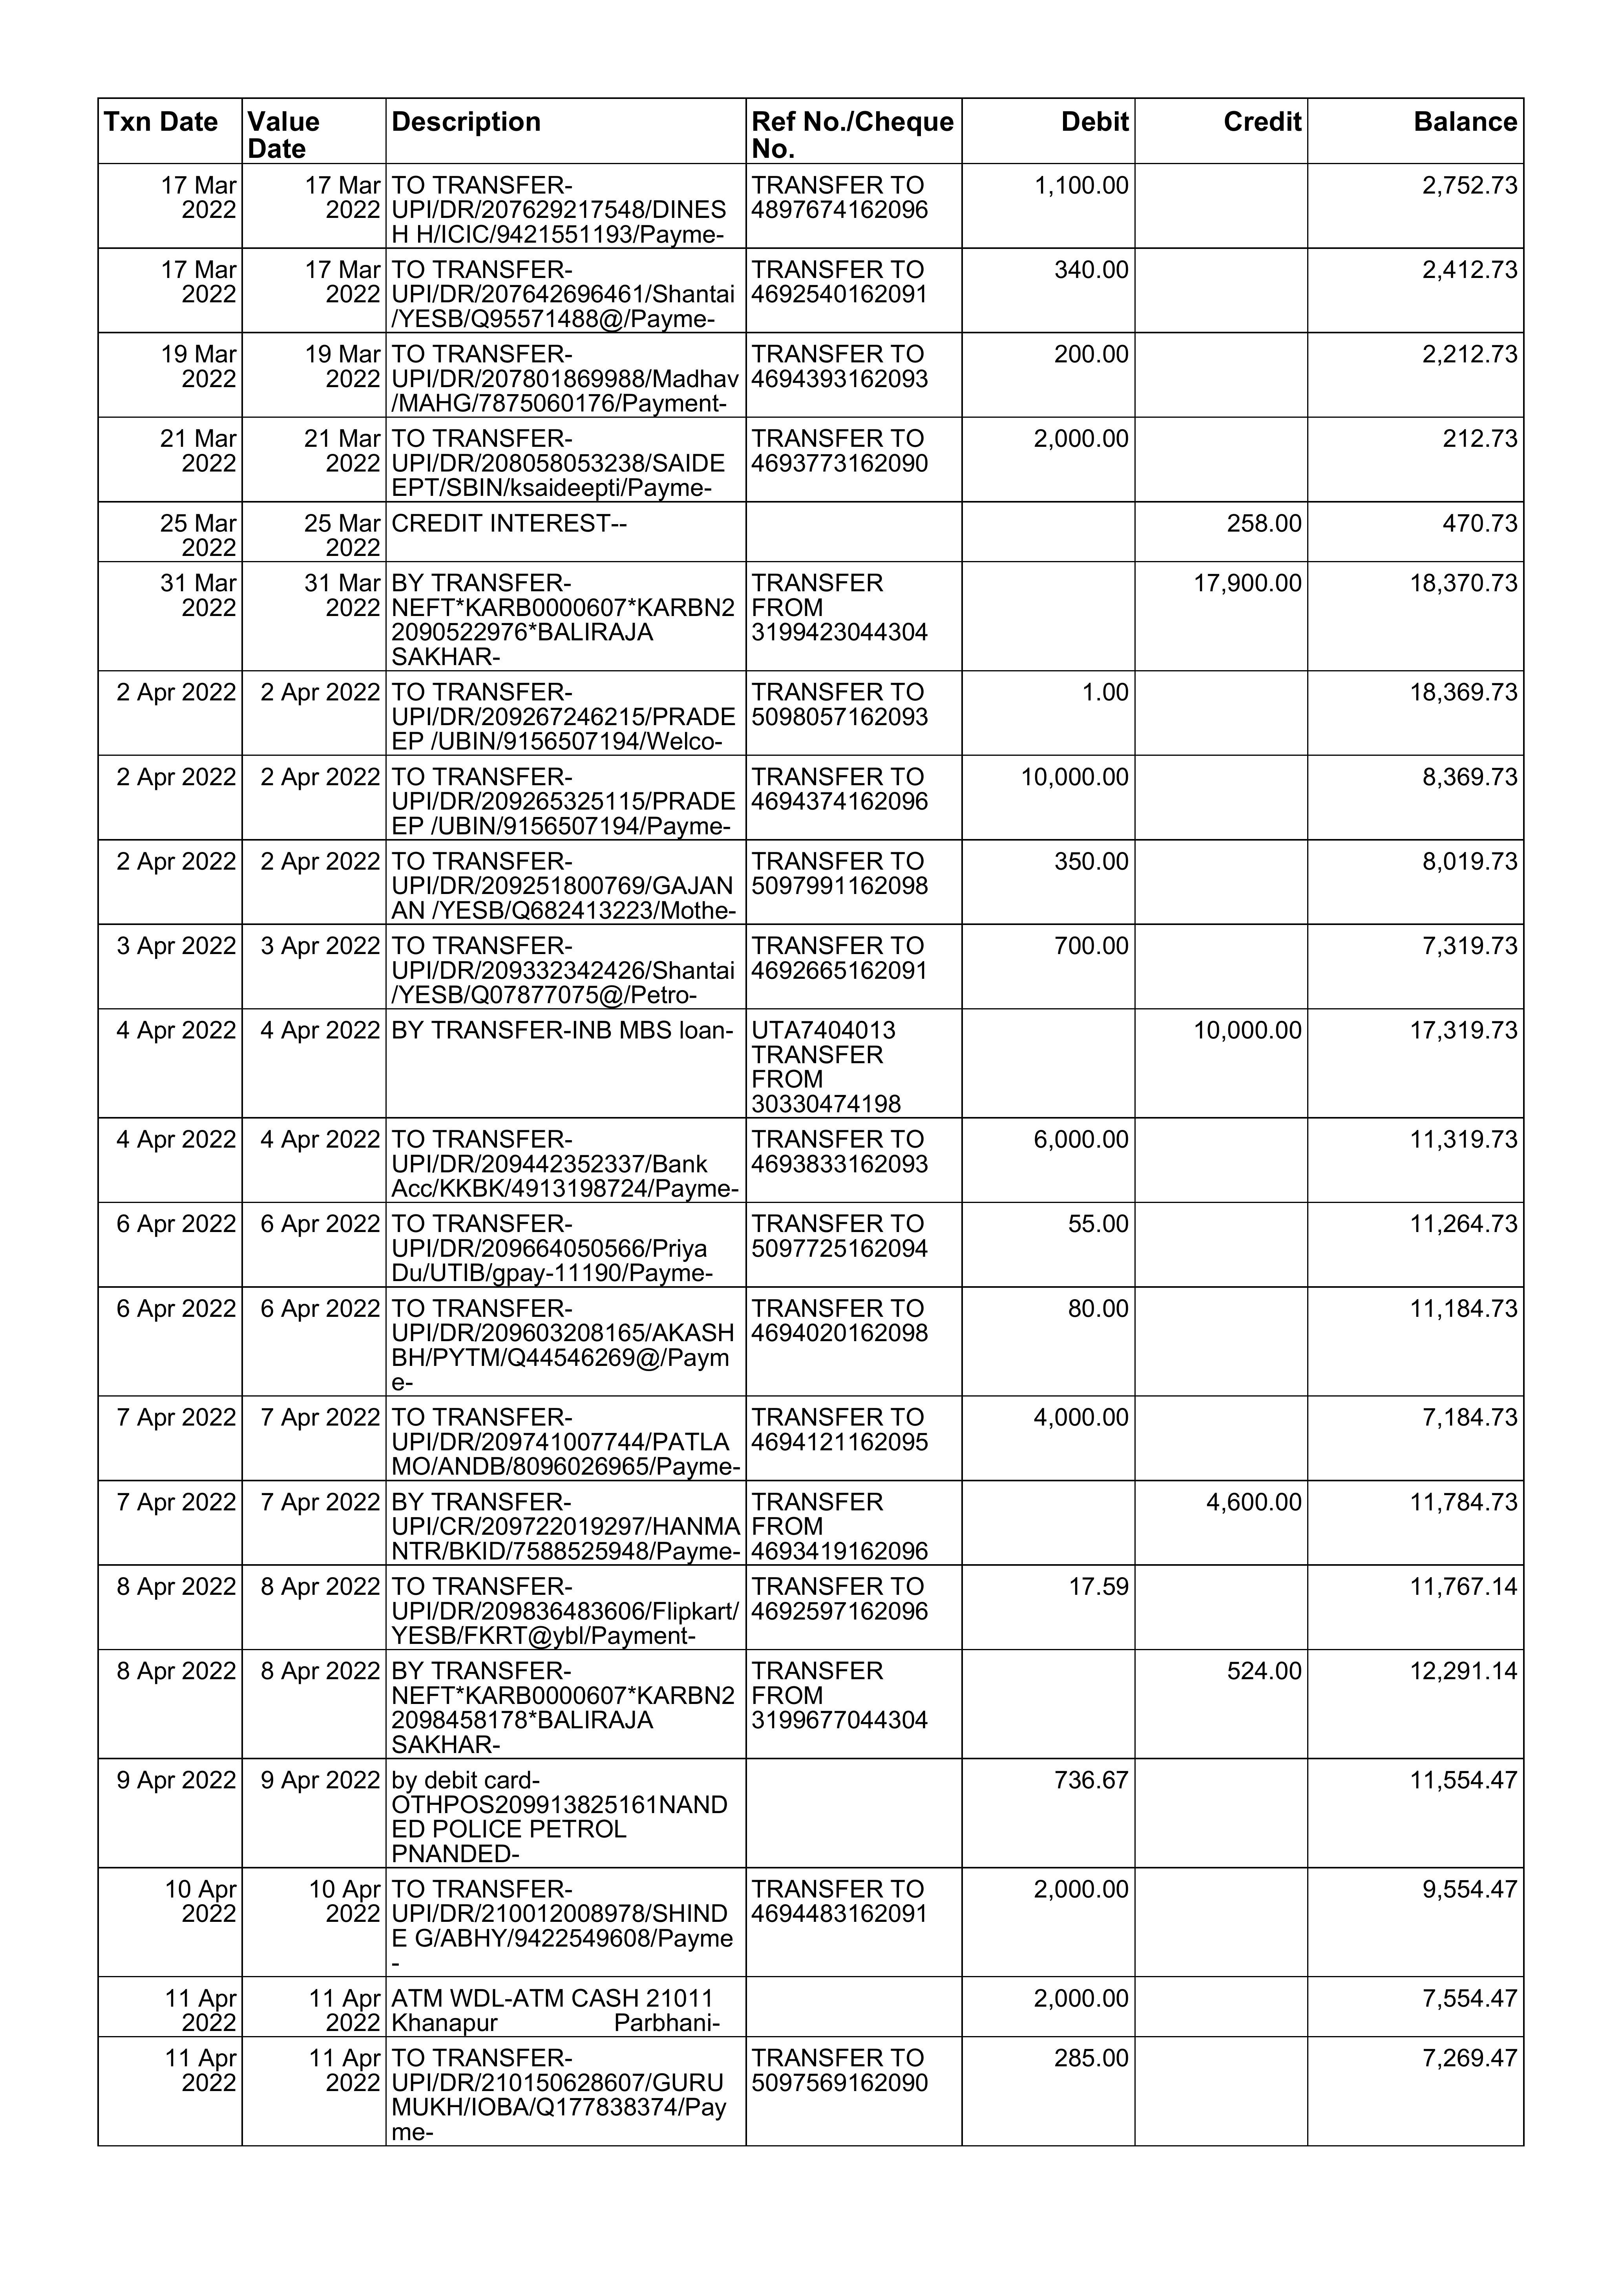 Txn Date Value Date Description Ref No./Cheque No. Debit Credit Balance
17 Mar 2022 17 Mar 2022 TO TRANSFER- TRANSFER TO 1,100.00 2,752.73
UPI/DR/207629217548/DINES 4897674162096
H H/ICIC/9421551193/Payme-
17 Mar 2022 17 Mar 2022 TO TRANSFER- TRANSFER TO 340.00 2,412.73
UPI/DR/207642696461/Shantai 4692540162091
/YESB/Q95571488@/Payme-
19 Mar 2022 19 Mar 2022 TO TRANSFER- TRANSFER TO 200.00 2,212.73
UPI/DR/207801869988/Madhav 4694393162093
/MAHG/7875060176/Payment-
21 Mar 2022 21 Mar 2022 TO TRANSFER- TRANSFER TO 2,000.00 212.73
UPI/DR/208058053238/SAIDE 4693773162090
EPT/SBIN/ksaideepti/Payme-
25 Mar 2022 25 Mar 2022 CREDIT INTEREST-- 258.00 470.73
31 Mar 2022 31 Mar 2022 BY TRANSFER- TRANSFER 17,900.00 18,370.73
NEFT*KARB0000607*KARBN2 FROM
2090522976*BALIRAJA 3199423044304
SAKHAR-
2 Apr 2022 2 Apr 2022 TO TRANSFER- TRANSFER TO 1.00 18,369.73
UPI/DR/209267246215/PRADE 5098057162093
EP /UBIN/9156507194/Welco-
2 Apr 2022 2 Apr 2022 TO TRANSFER- TRANSFER TO 10,000.00 8,369.73
UPI/DR/209265325115/PRADE 4694374162096
EP /UBIN/9156507194/Payme-
2 Apr 2022 2 Apr 2022 TO TRANSFER- TRANSFER TO 350.00 8,019.73
UPI/DR/209251800769/GAJAN 5097991162098
AN /YESB/Q682413223/Mothe-
3 Apr 2022 3 Apr 2022 TO TRANSFER- TRANSFER TO 700.00 7,319.73
UPI/DR/209332342426/Shantai 4692665162091
/YESB/Q07877075@/Petro-
4 Apr 2022 4 Apr 2022 BY TRANSFER-INB MBS loan- UTA7404013 10,000.00 17,319.73
TRANSFER
FROM
30330474198
4 Apr 2022 4 Apr 2022 TO TRANSFER- TRANSFER TO 6,000.00 11,319.73
UPI/DR/209442352337/Bank 4693833162093
Acc/KKBK/4913198724/Payme-
6 Apr 2022 6 Apr 2022 TO TRANSFER- TRANSFER TO 55.00 11,264.73
UPI/DR/209664050566/Priya 5097725162094
Du/UTIB/gpay-11190/Payme-
6 Apr 2022 6 Apr 2022 TO TRANSFER- TRANSFER TO 80.00 11,184.73
UPI/DR/209603208165/AKASH 4694020162098
BH/PYTM/Q44546269@/Paym
e-
7 Apr 2022 7 Apr 2022 TO TRANSFER- TRANSFER TO 4,000.00 7,184.73
UPI/DR/209741007744/PATLA 4694121162095
MO/ANDB/8096026965/Payme-
7 Apr 2022 7 Apr 2022 BY TRANSFER- TRANSFER 4,600.00 11,784.73
UPI/CR/209722019297/HANMA FROM
NTR/BKID/7588525948/Payme- 4693419162096
8 Apr 2022 8 Apr 2022 TO TRANSFER- TRANSFER TO 17.59 11,767.14
UPI/DR/209836483606/Flipkart/ 4692597162096
YESB/FKRT@ybl/Payment-
8 Apr 2022 8 Apr 2022 BY TRANSFER- TRANSFER 524.00 12,291.14
NEFT*KARB0000607*KARBN2 FROM
2098458178*BALIRAJA 3199677044304
SAKHAR-
9 Apr 2022 9 Apr 2022 by debit card- 736.67 11,554.47
OTHPOS209913825161NAND
ED POLICE PETROL
PNANDED-
10 Apr 2022 10 Apr 2022 TO TRANSFER- TRANSFER TO 2,000.00 9,554.47
UPI/DR/210012008978/SHIND 4694483162091
E G/ABHY/9422549608/Payme
-
11 Apr 2022 11 Apr 2022 ATM WDL-ATM CASH 21011 2,000.00 7,554.47
Khanapur Parbhani-
11 Apr 2022 11 Apr 2022 TO TRANSFER- TRANSFER TO 285.00 7,269.47
UPI/DR/210150628607/GURU 5097569162090
MUKH/IOBA/Q177838374/Pay
me-